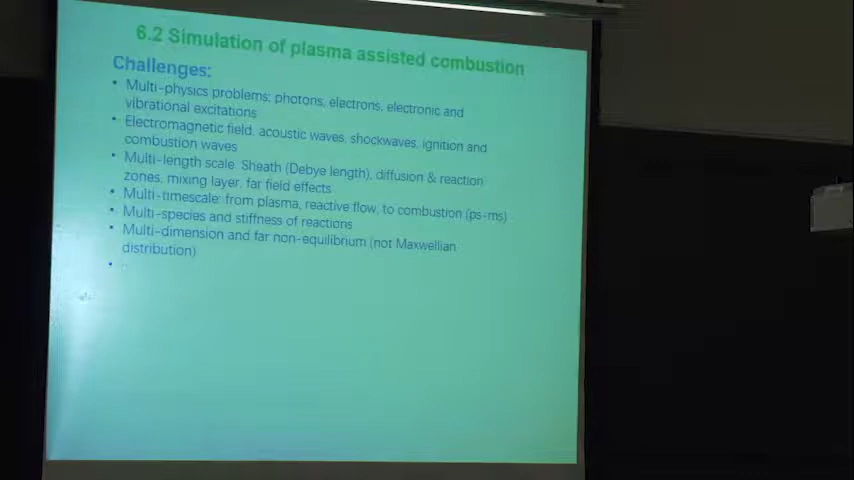 6.2 Simulation of plasma assisted combustion
Challenges:
• Multi-physics problems: photons, electrons, electronic and
vibrational excitations
• Electromagnetic field, acoustic waves, shockwaves, ignition and
combustion waves
• Multi-length scale: Sheath (Debye length), diffusion & reaction
zones, mixing layer, far field effects
• Multi-timescale: from plasma, reactive flow, to combustion (ps-ms)
• Multi-species and stiffness of reactions
• Multi-dimension and far non-equilibrium (not Maxwellian
distribution)